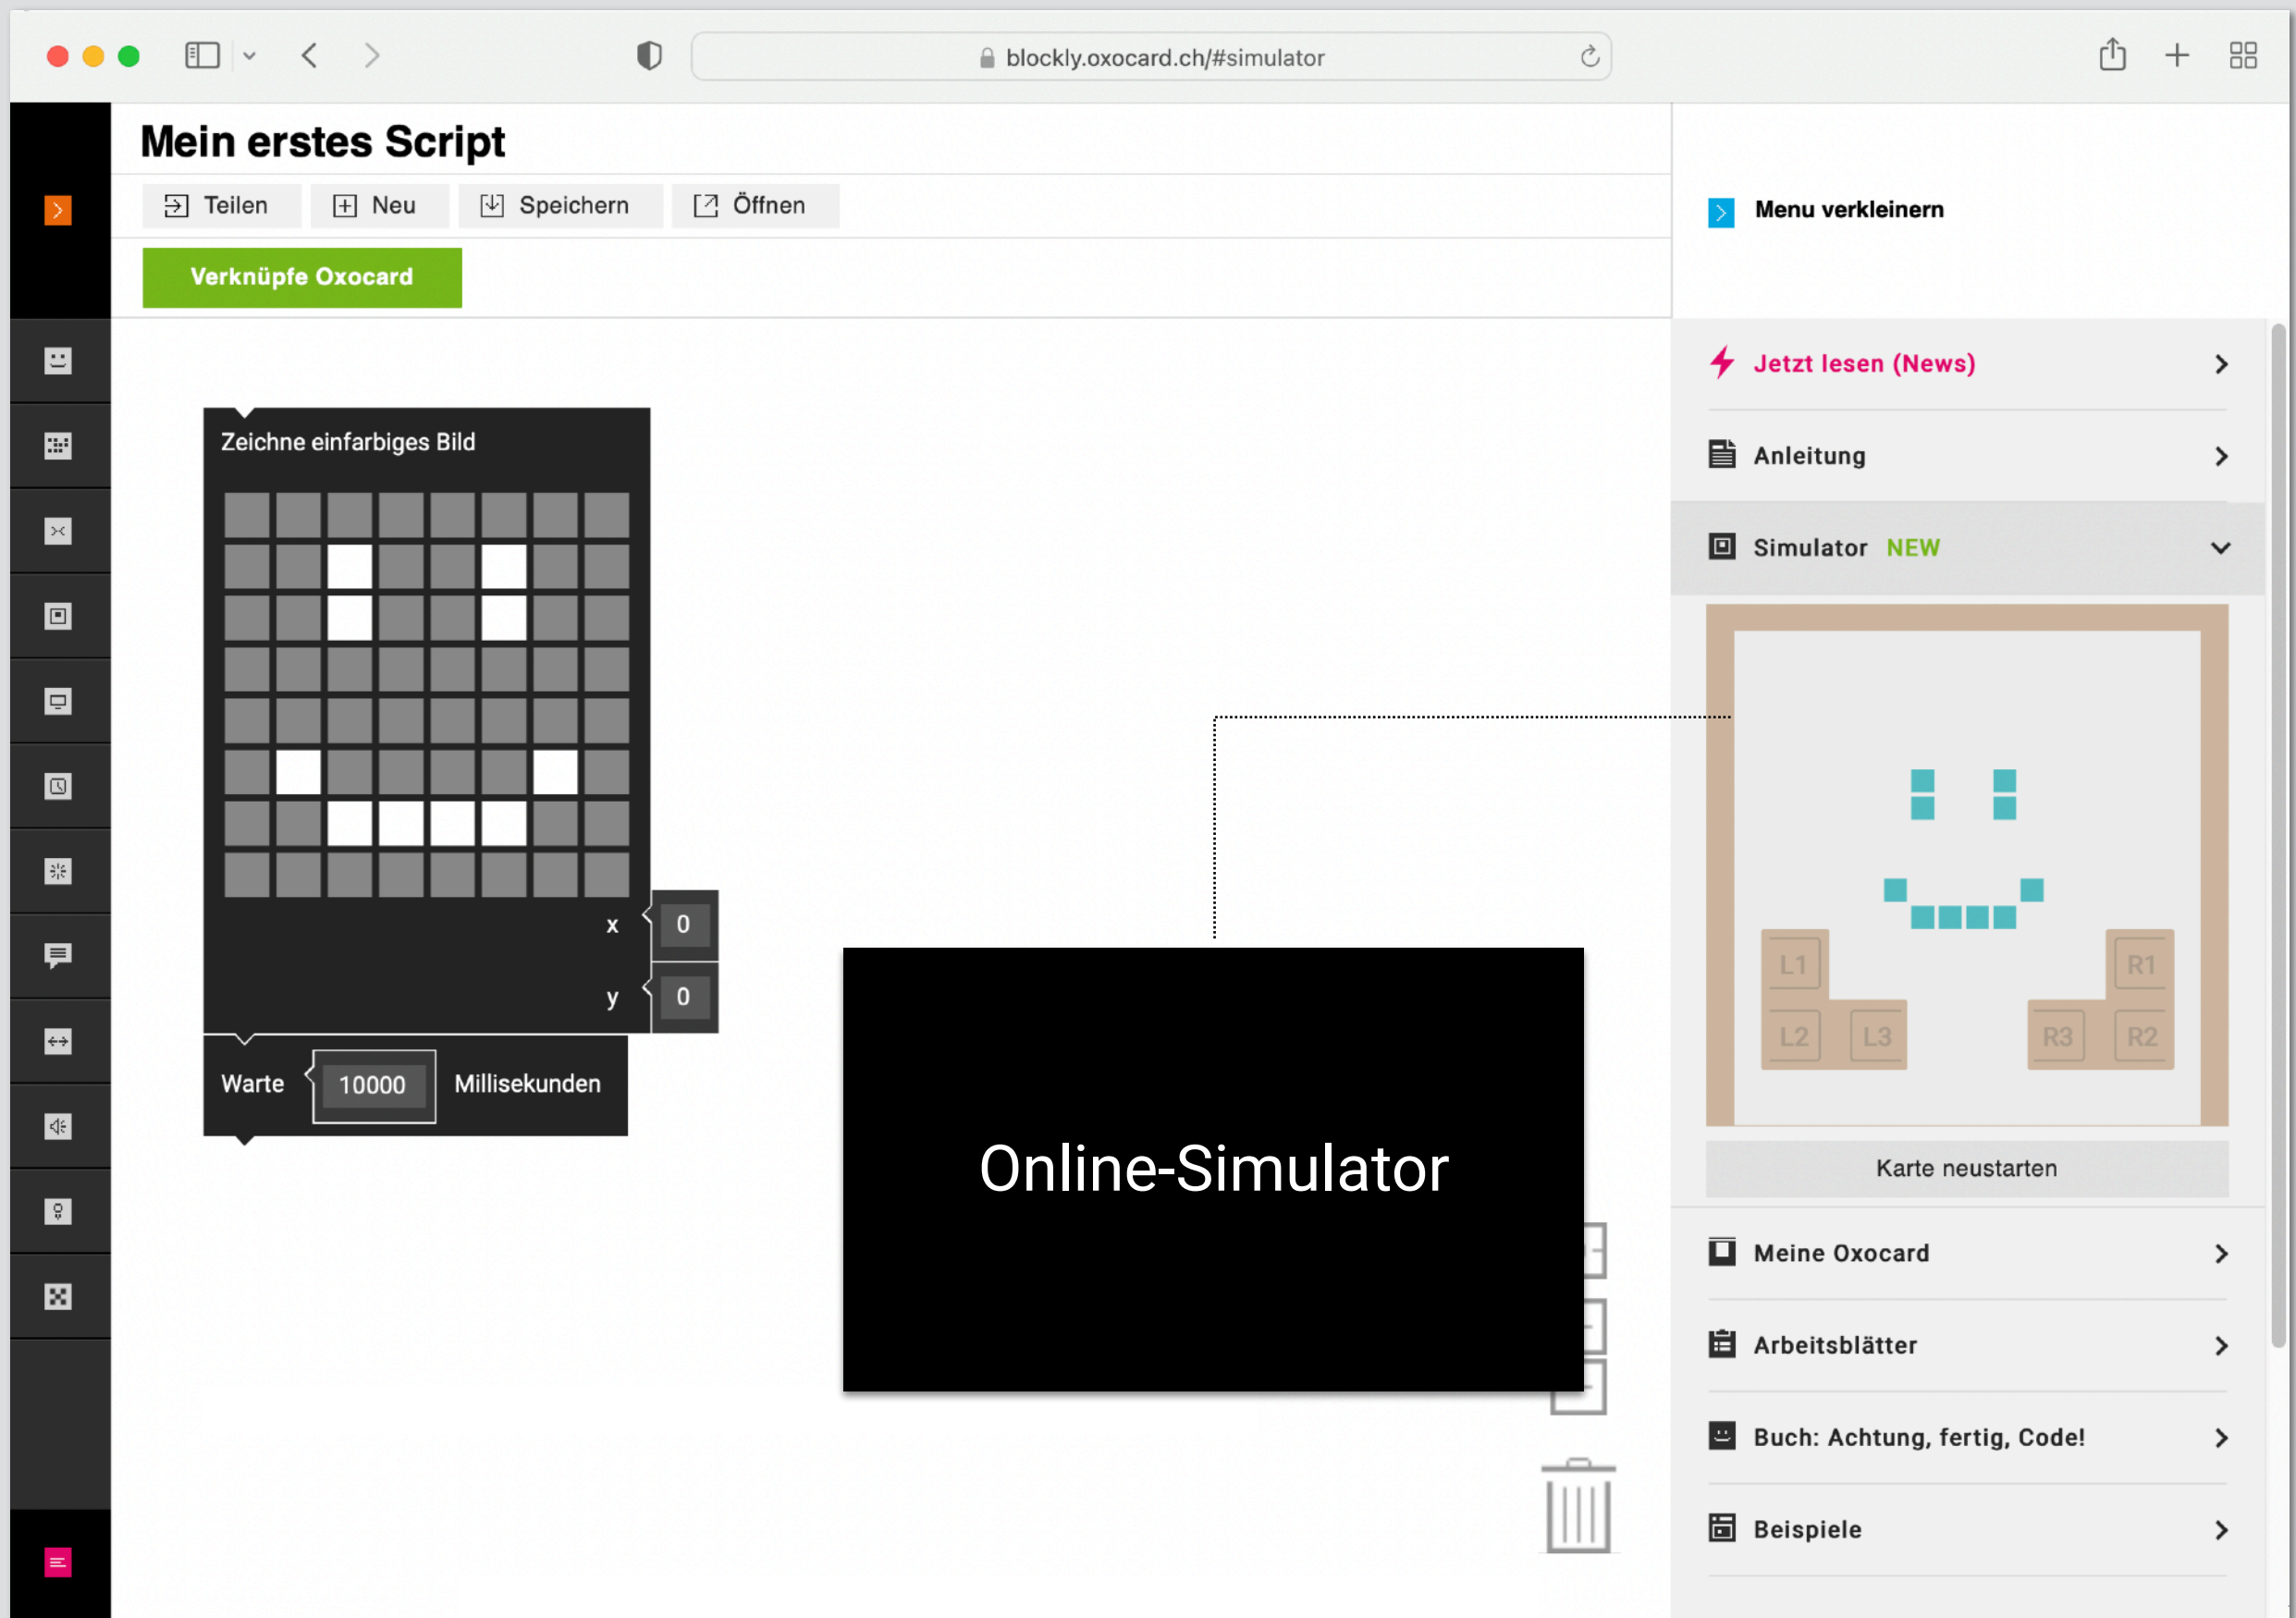 blockly.oxocard.ch/#simulator
Mein erstes Script
Teilen
Neu
Speichern
Öffnen
Verknüpfe Oxocard
Zeichne einfarbiges Bild
x 0
y 0
Warte 10000 Millisekunden
Online-Simulator
Menu verkleinern
Jetzt lesen (News)
Anleitung
Simulator NEW
L1
R1
L2 L3
R3 R2
Karte neustarten
Meine Oxocard
Arbeitsblätter
Buch: Achtung, fertig, Code!
Beispiele